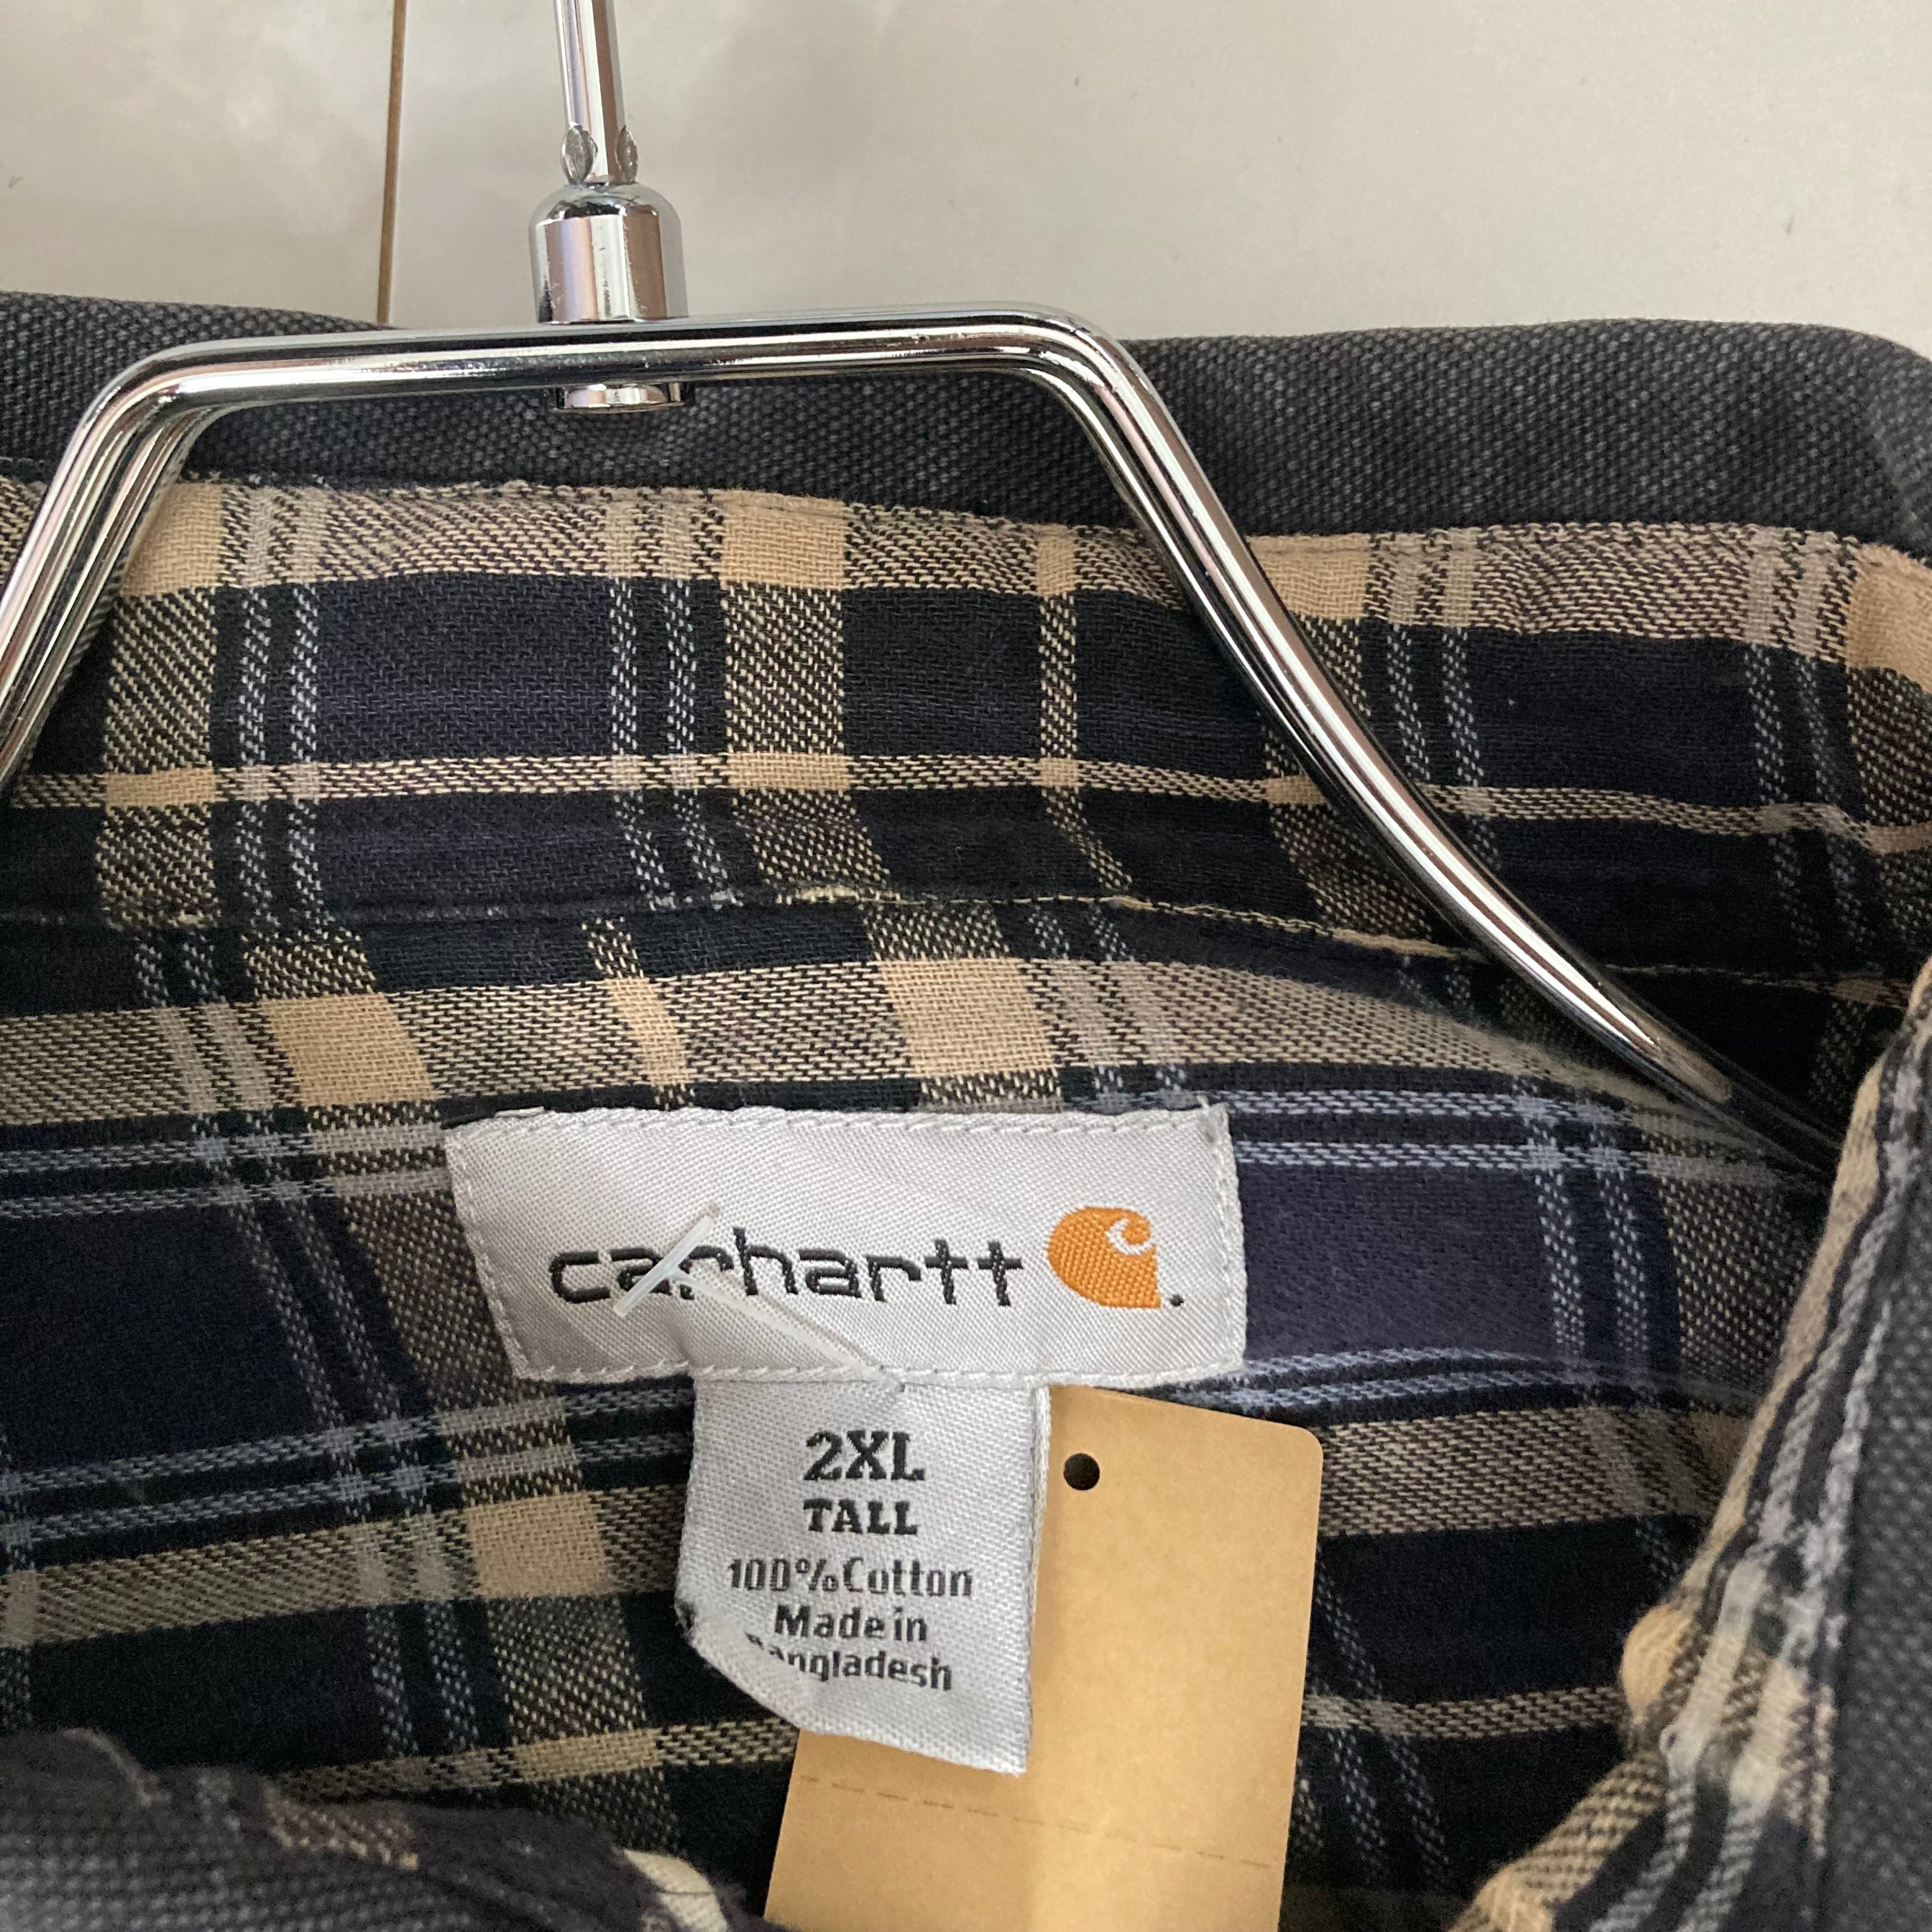 carhartt
2XL
TALL
100% Cotton
Made in
Bangladesh